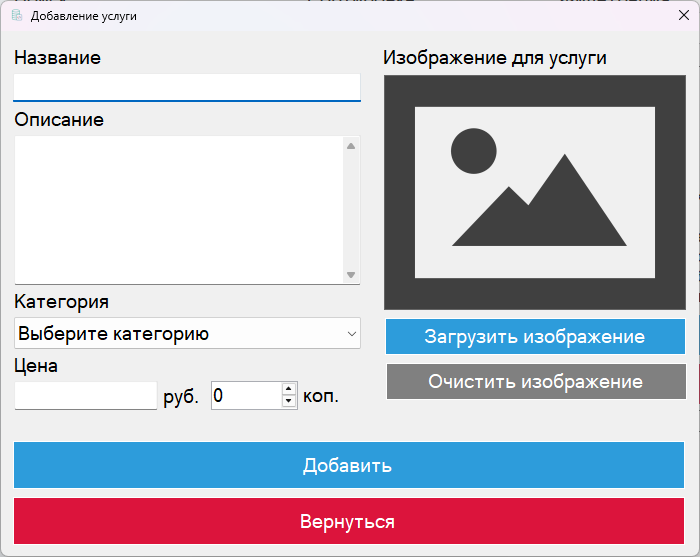 Добавление услуги
Название
Описание
Категория
Выберите категорию
Цена
руб. 0 коп.
Изображение для услуги
Загрузить изображение
Очистить изображение
Добавить
Вернуться